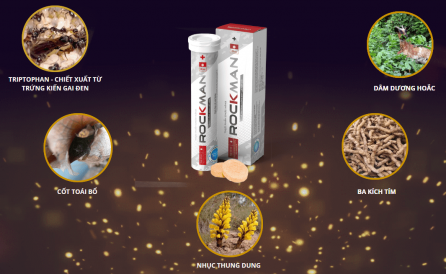 ROCKMAN
ROCKMAN
TRIPTOPHAN - CHIẾT XUẤT TỪ
TRỨNG KIẾN GAI ĐEN
DÂM DƯƠNG HOẮC
CỐT TOÁI BỔ
BA KÍCH TÍM
NHỤC THUNG DUNG